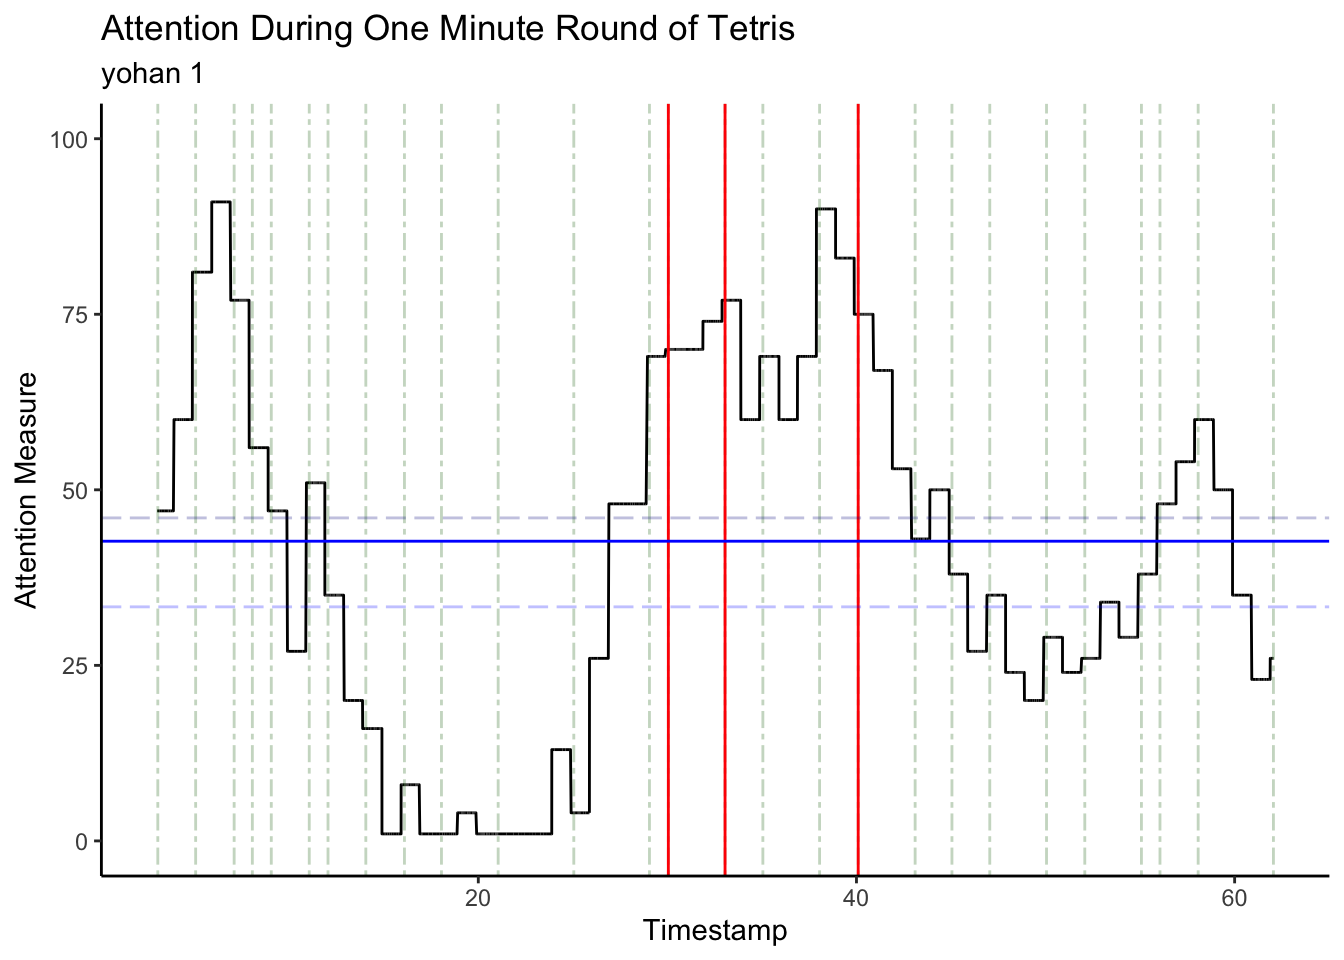 Attention During One Minute Round of Tetris
yohan 1
Attention Measure
100
75
50
25
0
20
40
60
Timestamp